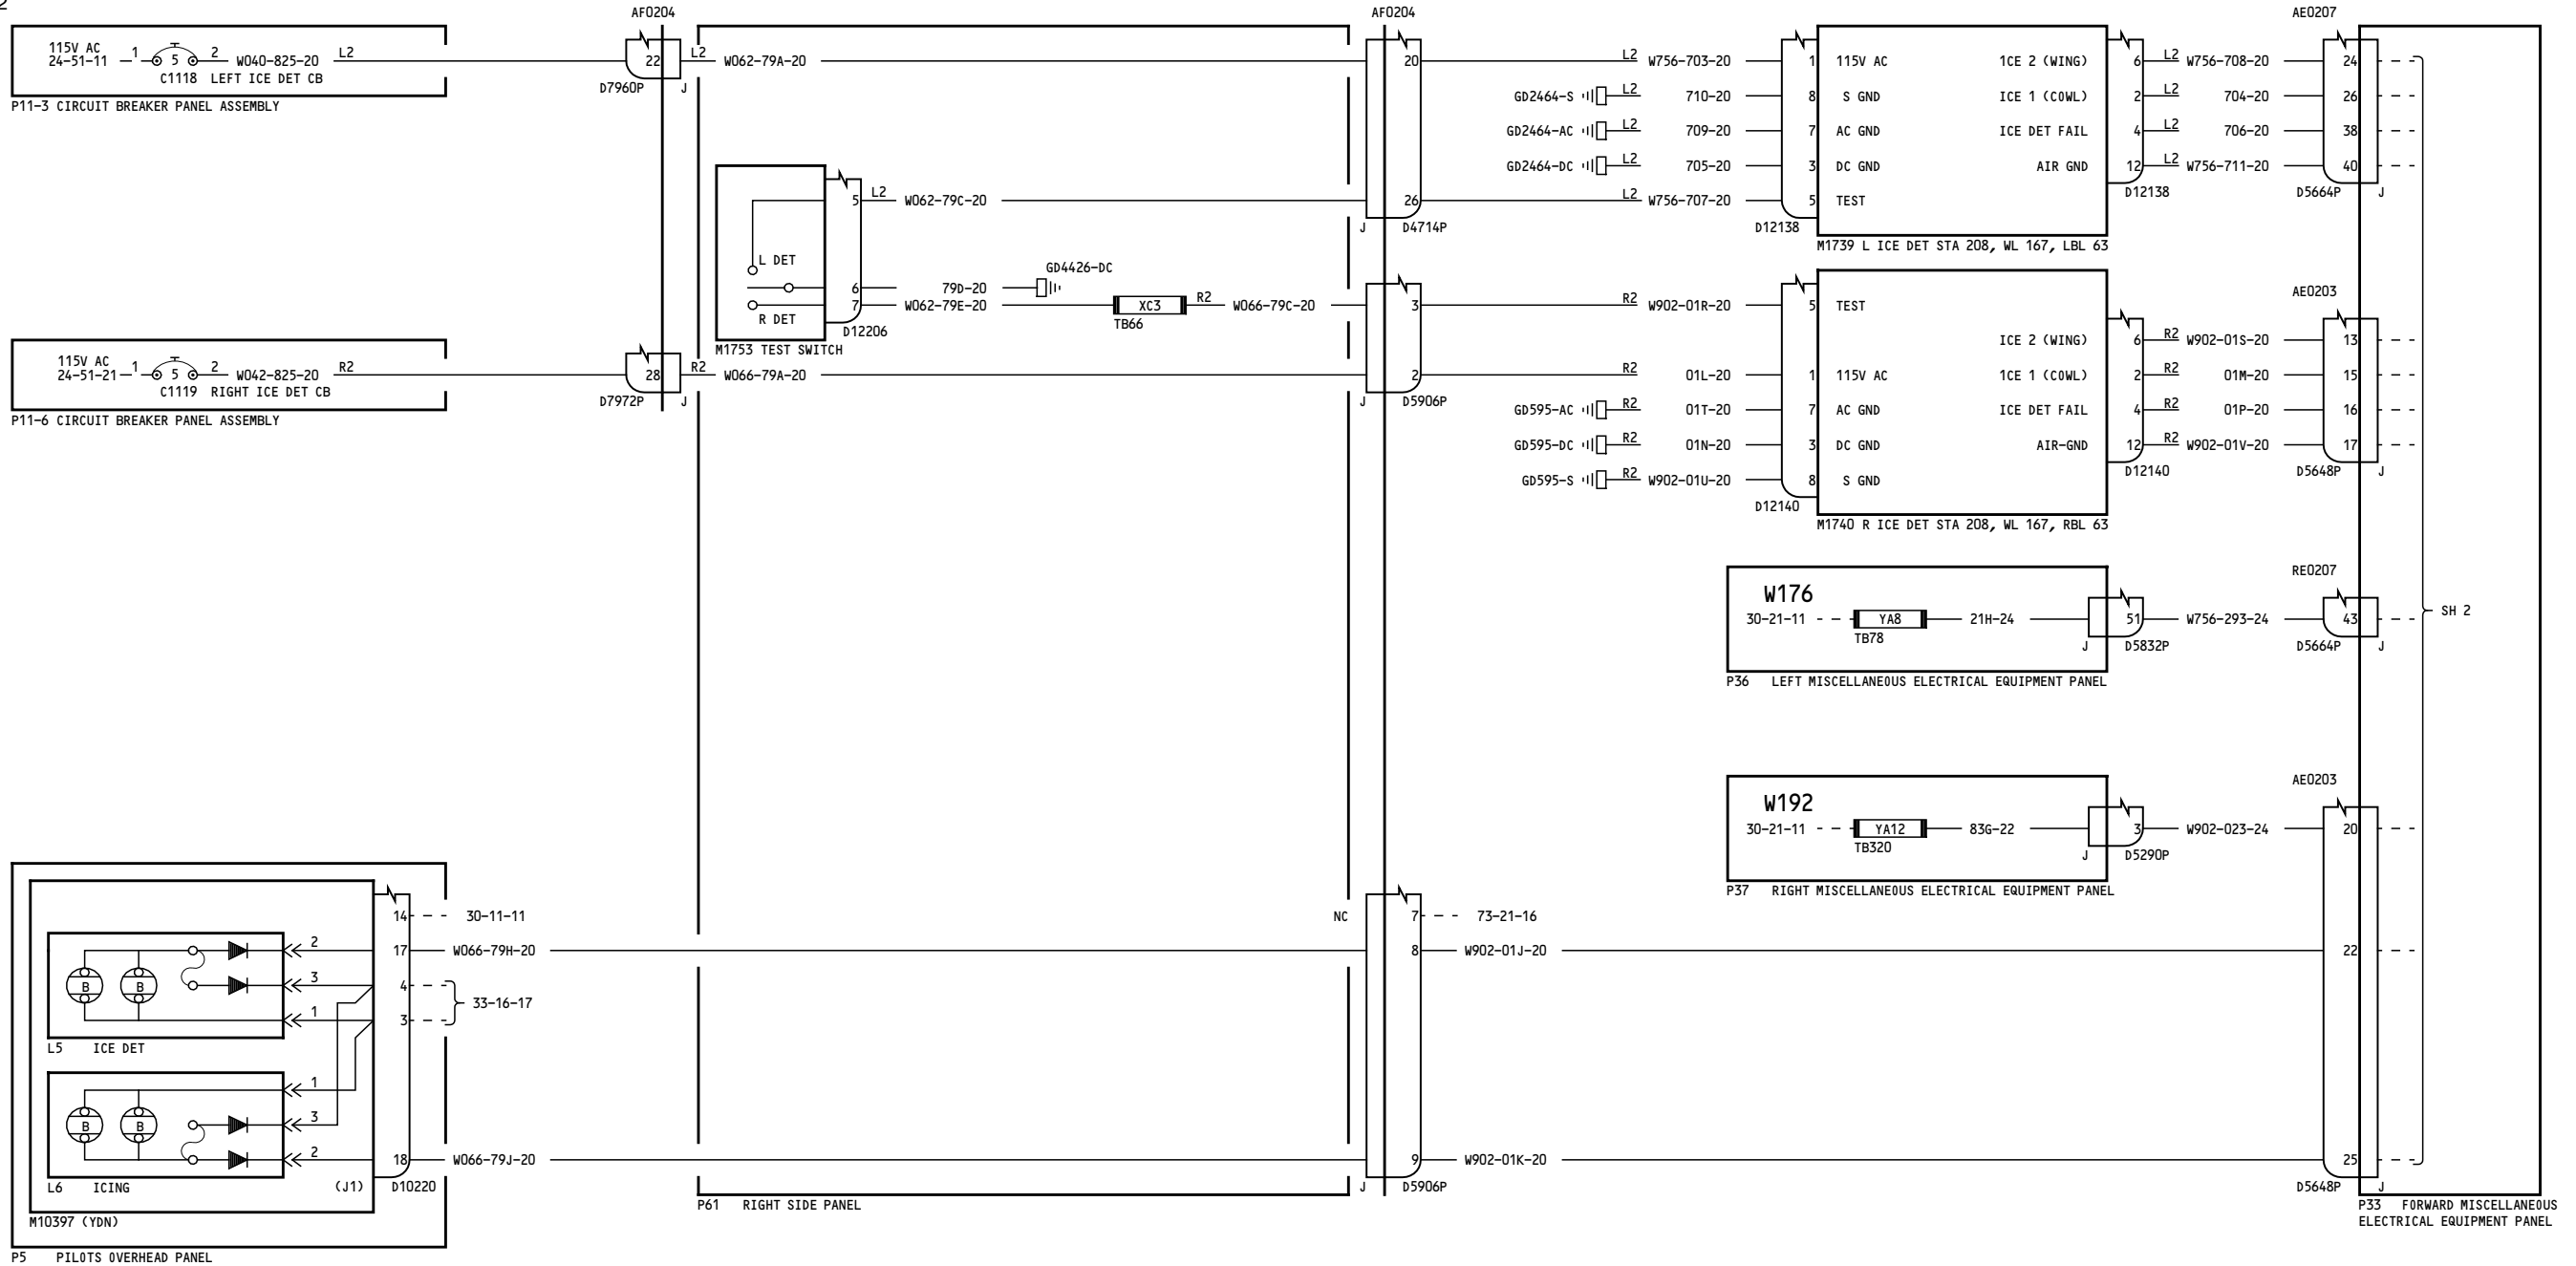 2
AF0204
AF0204
AE0207
115V AC
24-51-11
1
5
2
W040-825-20
L2
C1118
LEFT ICE DET CB
P11-3 CIRCUIT BREAKER PANEL ASSEMBLY
22
D7960P
J
L2
W062-79A-20
20
L2
W756-703-20
1
115V AC
1CE 2 (WING)
6
L2
W756-708-20
24
GD2464-S
L2
710-20
8
S GND
ICE 1 (COWL)
2
L2
704-20
26
GD2464-AC
L2
709-20
7
AC GND
ICE DET FAIL
4
L2
706-20
38
GD2464-DC
L2
705-20
3
DC GND
AIR GND
12
L2
W756-711-20
40
D12138
D5664P
J
5
L2
W062-79C-20
26
L2
W756-707-20
5
TEST
J
D4714P
D12138
M1739 L ICE DET STA 208, WL 167, LBL 63
L DET
6
79D-20
GD4426-DC
R DET
7
W062-79E-20
XC3
TB66
R2
W066-79C-20
D12206
M1753 TEST SWITCH
3
R2
W902-01R-20
5
TEST
AE0203
ICE 2 (WING)
6
R2
W902-01S-20
13
115V AC
24-51-21
1
5
2
W042-825-20
R2
C1119
RIGHT ICE DET CB
P11-6 CIRCUIT BREAKER PANEL ASSEMBLY
28
D7972P
J
R2
W066-79A-20
2
J
D5906P
R2
01L-20
1
115V AC
1CE 1 (COWL)
2
R2
01M-20
15
GD595-AC
R2
01T-20
7
AC GND
ICE DET FAIL
4
R2
01P-20
16
GD595-DC
R2
01N-20
3
DC GND
AIR-GND
12
R2
W902-01V-20
17
D12140
D5648P
J
GD595-S
R2
W902-01U-20
8
S GND
D12140
M1740 R ICE DET STA 208, WL 167, RBL 63
RE0207
W176
30-21-11
YA8
TB78
21H-24
51
J
D5832P
W756-293-24
43
D5664P
J
SH 2
P36 LEFT MISCELLANEOUS ELECTRICAL EQUIPMENT PANEL
AE0203
W192
30-21-11
YA12
TB320
83G-22
3
J
D5290P
W902-023-24
20
P37 RIGHT MISCELLANEOUS ELECTRICAL EQUIPMENT PANEL
14
30-11-11
NC
7
73-21-16
2
17
W066-79H-20
8
W902-01J-20
22
B
B
3
4
33-16-17
1
3
L5 ICE DET
1
B
B
3
2
18
W066-79J-20
9
W902-01K-20
25
L6 ICING
(J1)
D10220
J
D5906P
D5648P
J
M10397 (YDN)
P61 RIGHT SIDE PANEL
P33 FORWARD MISCELLANEOUS
ELECTRICAL EQUIPMENT PANEL
P5 PILOTS OVERHEAD PANEL